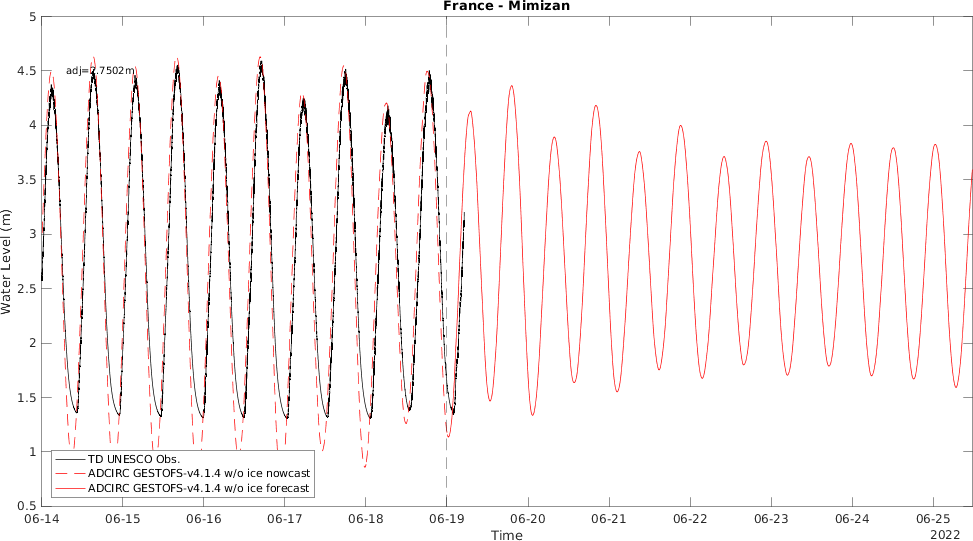 France - Mimizan
5
4.5
4
3.5
3
2.5
2
1.5
1
0.5
Water Level (m)
adj=2.7502m
TD UNESCO Obs.
ADCIRC GESTOFS-v4.1.4 w/o ice nowcast
ADCIRC GESTOFS-v4.1.4 w/o ice forecast
06-14 06-15 06-16 06-17 06-18 06-19 06-20 06-21 06-22 06-23 06-24 06-25
Time
2022